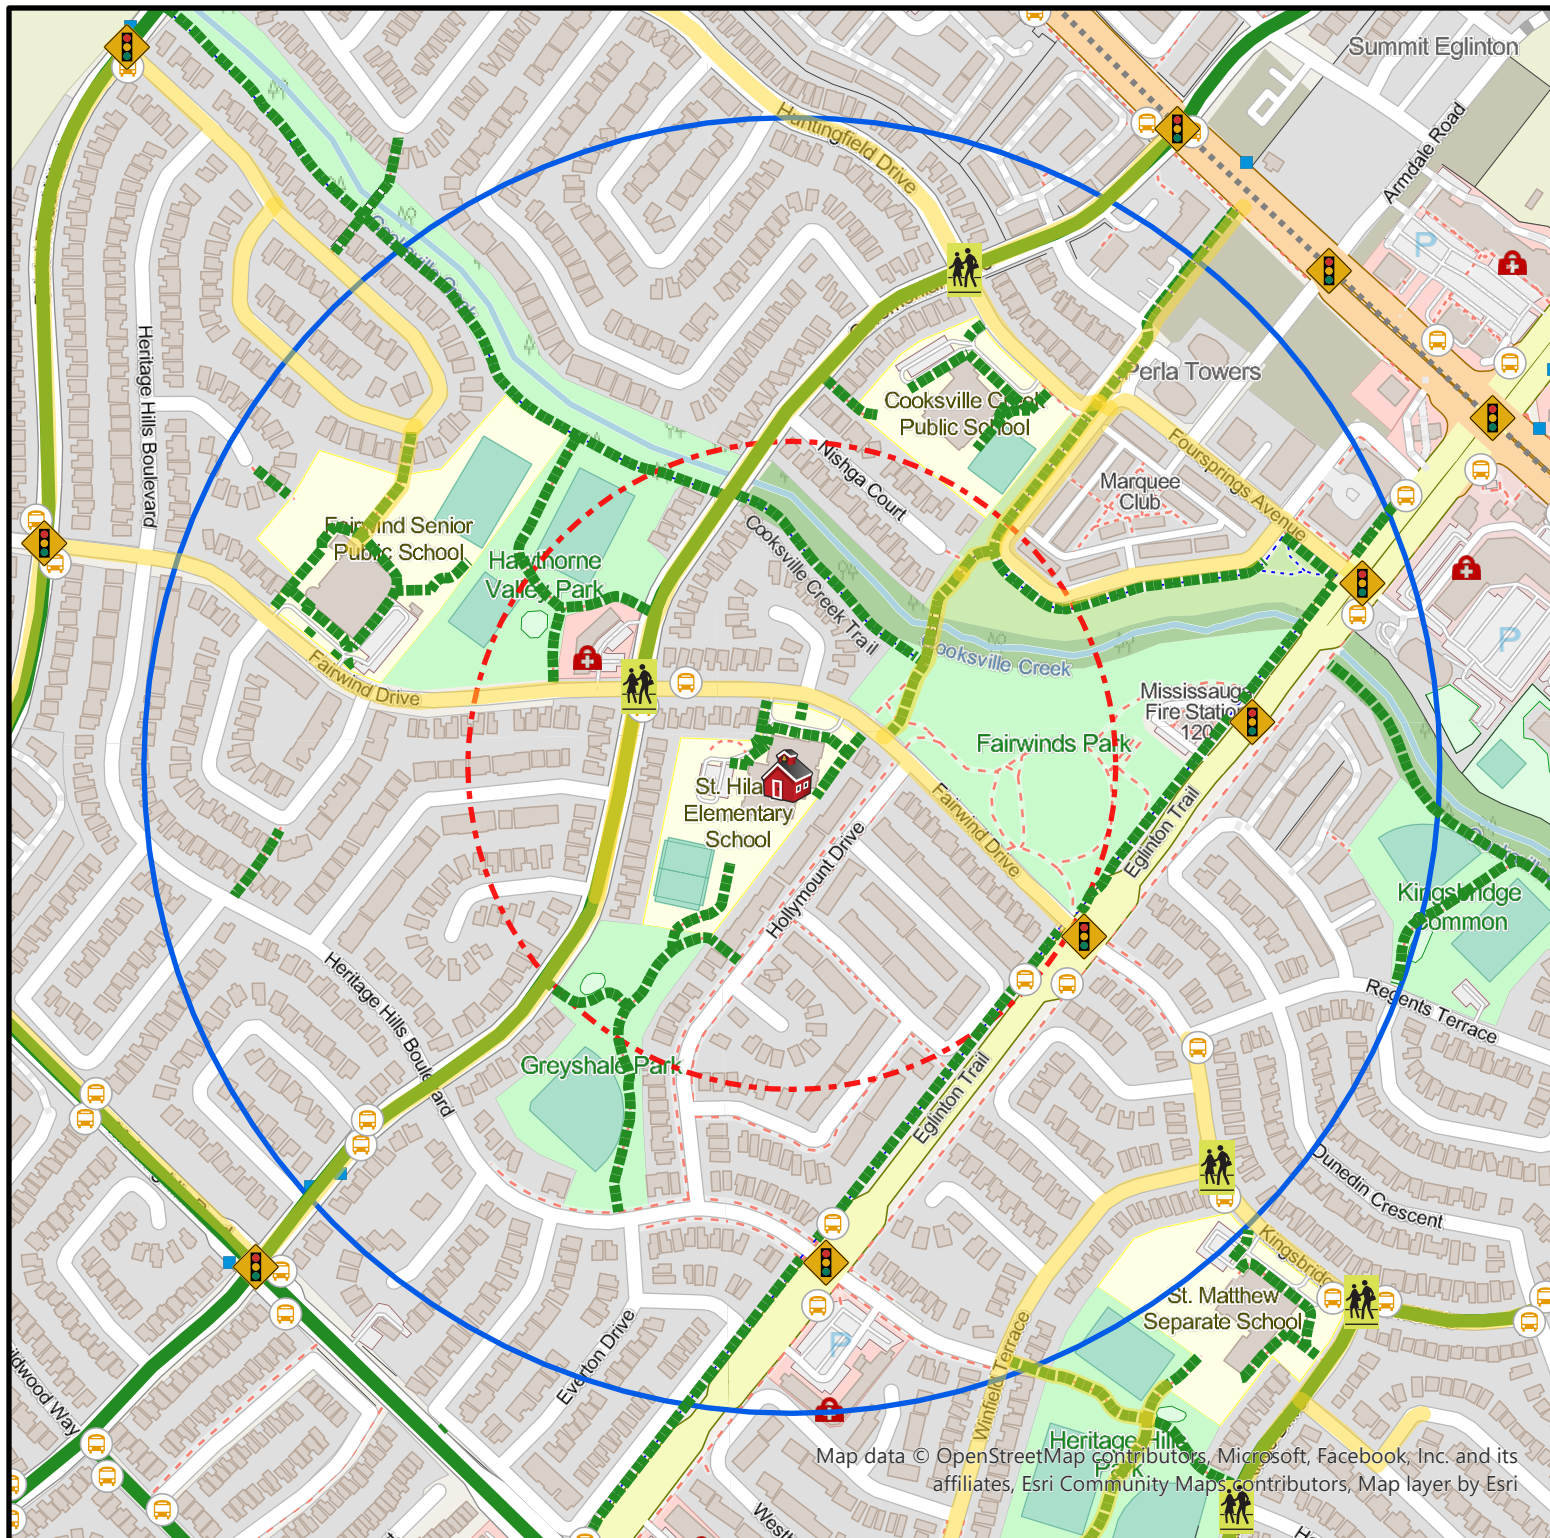 Summit Eglinton
Armdale Road
Huntingfield Drive
P
Perla Towers
Cooksville Creek
Public School
Heritage Hills Boulevard
Nishga Court
Foursprings Avenue
Marquee
Club
Fairwind Senior
Public School
Hawthorne
Valley Park
Cooksville Creek Trail
Cooksville Creek
P
Fairwind Drive
Mississauga
Fire Station
120
Fairwinds Park
St. Hila
Elementary
School
Fairwind Drive
Eglinton Trail
Hollymount Drive
Kingsbridge
Common
Heritage Hills Boulevard
Regents Terrace
Greyshale Park
Eglinton Trail
Dunedin Crescent
Kingsbridge
St. Matthew
Separate School
P
Everton Drive
Winfield Terrace
ildwood Way
Heritage Hills
Park
Map data © OpenStreetMap contributors, Microsoft, Facebook, Inc. and its
affiliates, Esri Community Maps contributors, Map layer by Esri